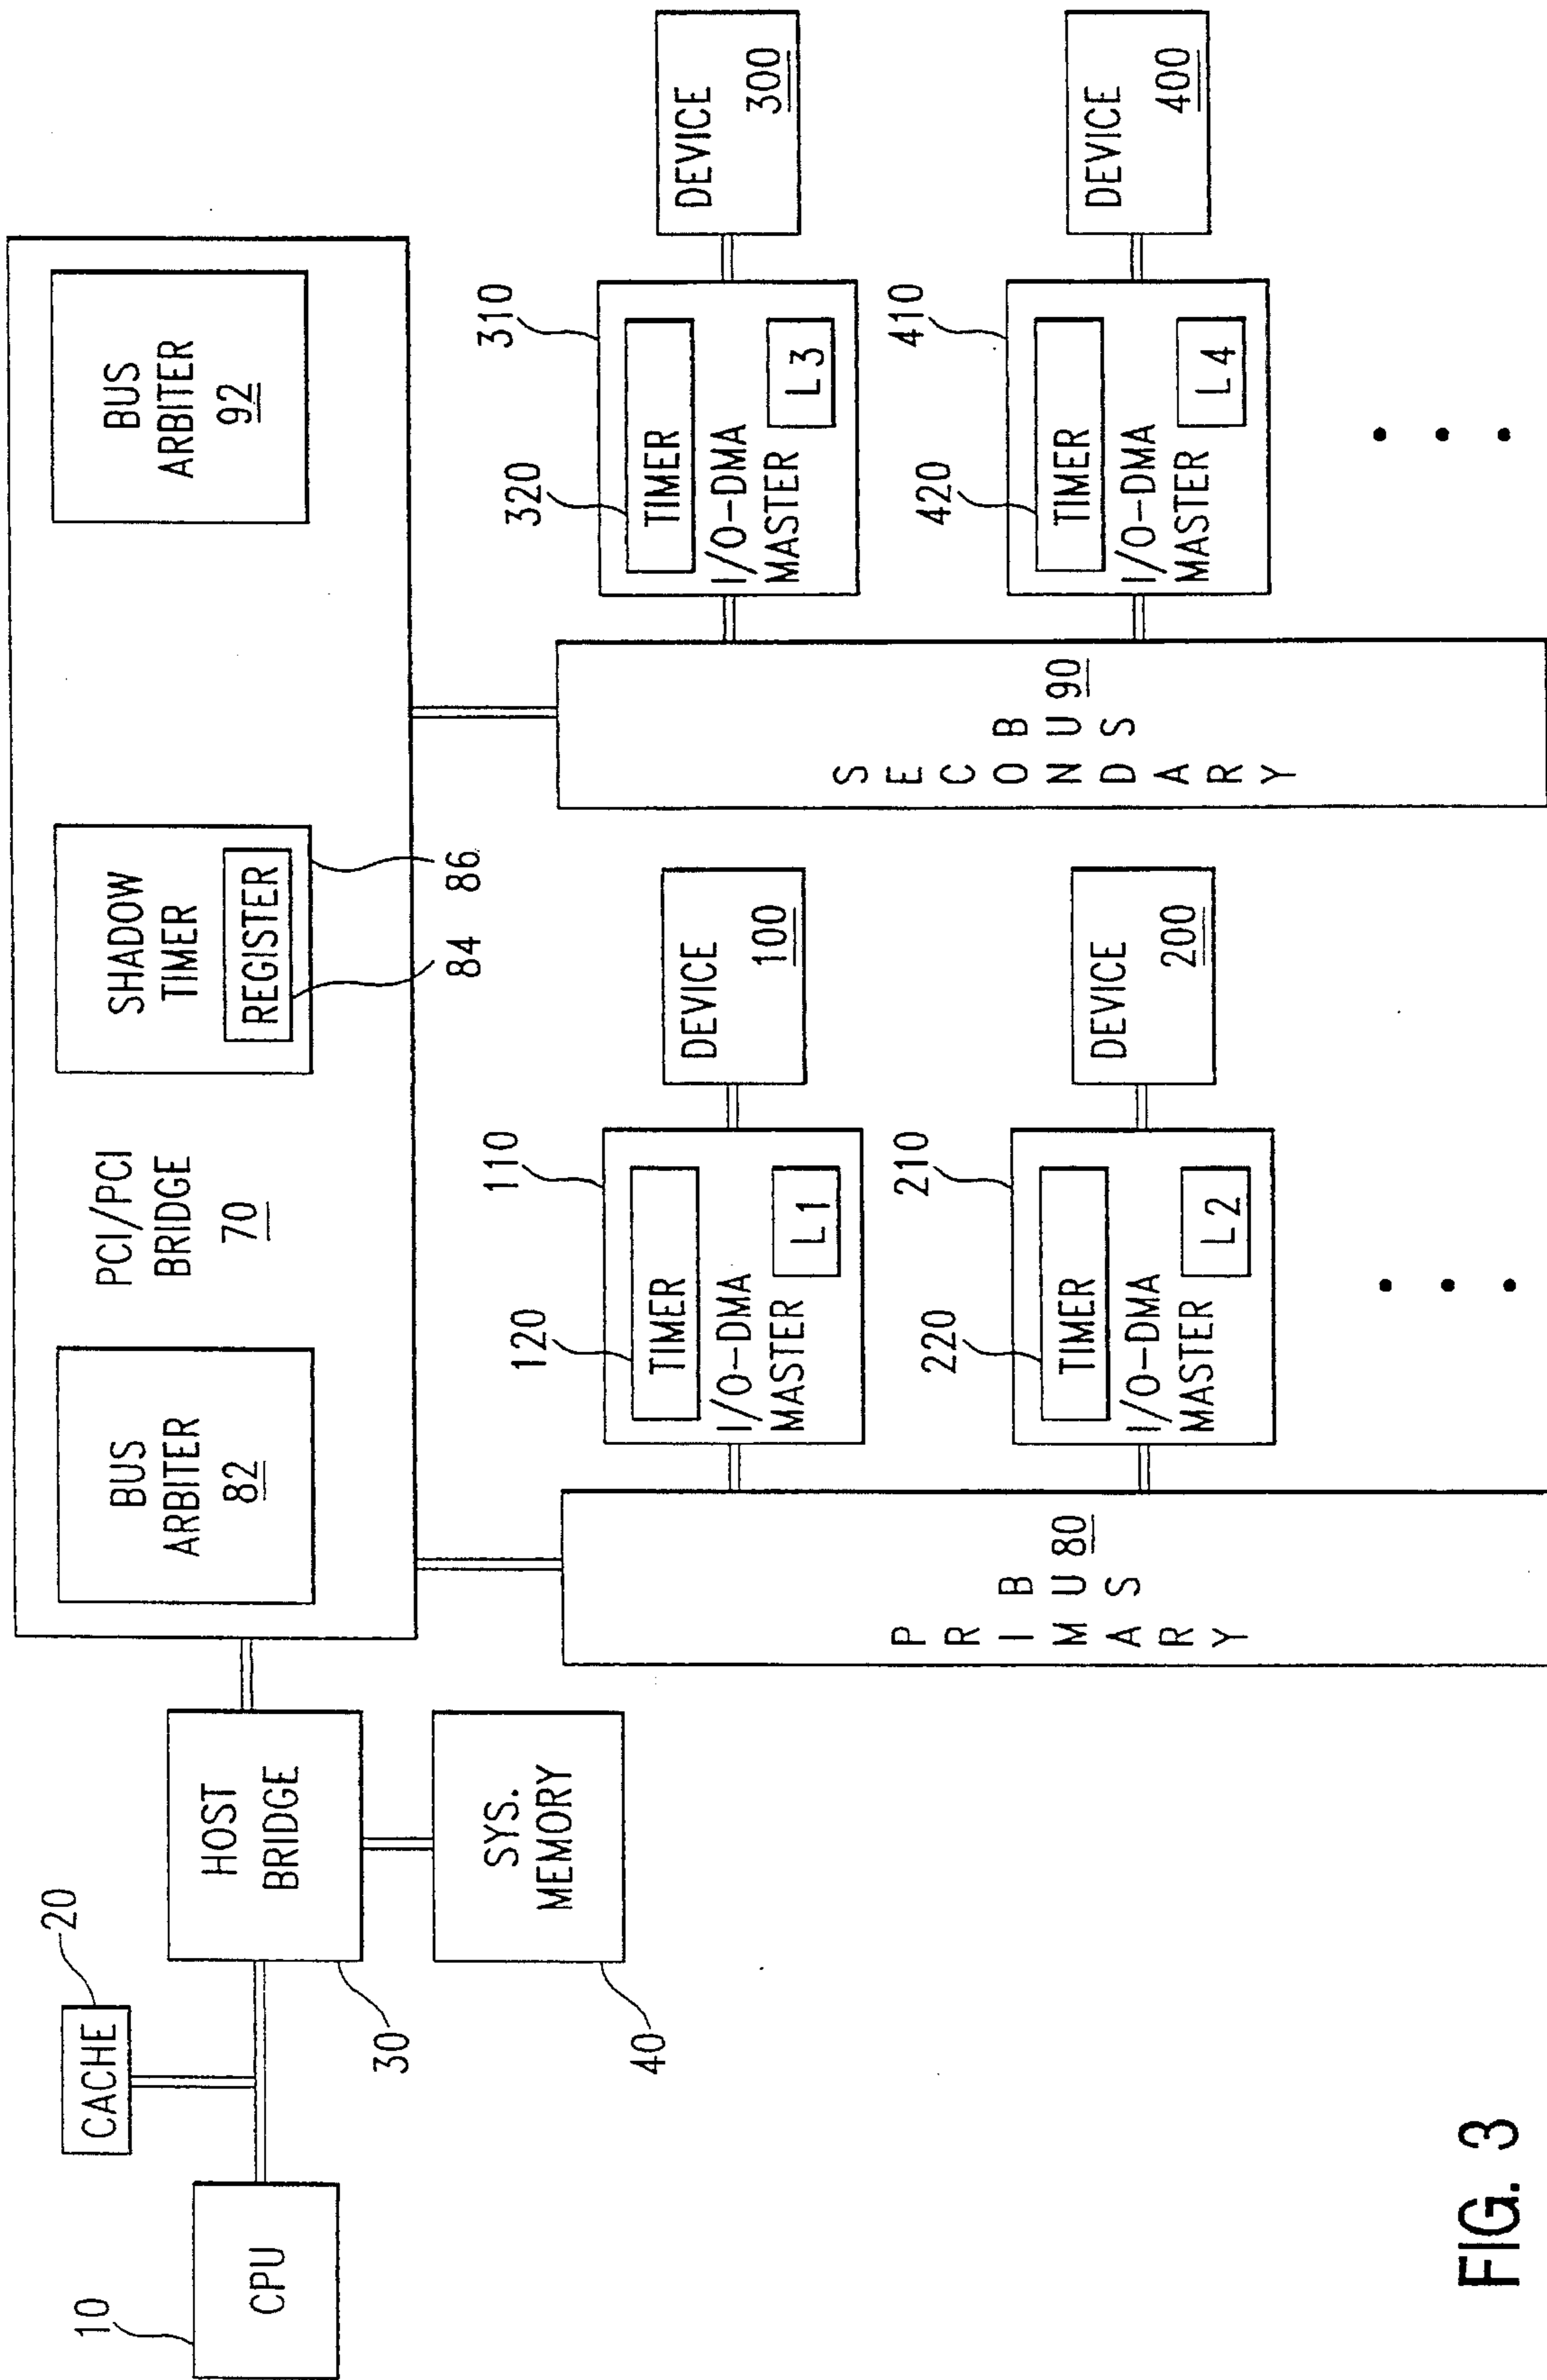 10
CPU
CACHE
20
HOST
BRIDGE
30
SYS.
MEMORY
40
BUS
ARBITER
82
PCI/PCI
BRIDGE
70
SHADOW
TIMER
REGISTER
84
86
BUS
ARBITER
92
PRIMARY
BUS
80
110
120
TIMER
I/O-DMA
MASTER
L1
DEVICE
100
210
220
TIMER
I/O-DMA
MASTER
L2
DEVICE
200
SECONDARY
BUS
90
310
320
TIMER
I/O-DMA
MASTER
L3
DEVICE
300
410
420
TIMER
I/O-DMA
MASTER
L4
DEVICE
400
FIG. 3